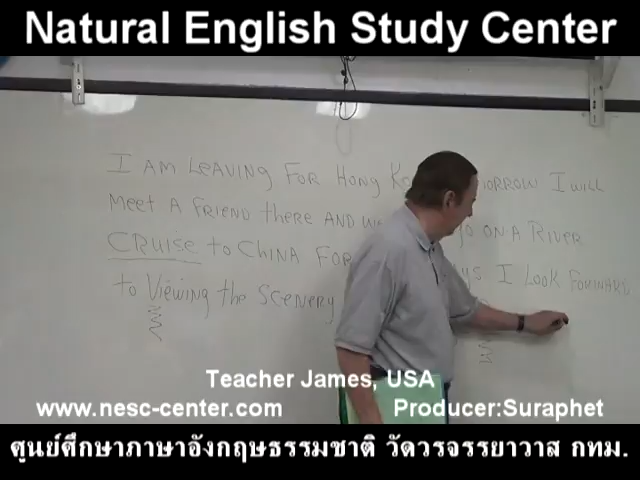 Natural English Study Center
I AM LEAVING FOR HONG MORROW I WILL
MEET A FRIEND there AND GO ON A RIVER
CRUISE to CHINA FOR YS I LOOK FORWARD
to VIEWING the SCENERY
Teacher James, USA
www.nesc-center.com Producer:Suraphet
ศูนย์ศึกษาภาษาอังกฤษธรรมชาติ วัดวรจรรยาวาส กทม.